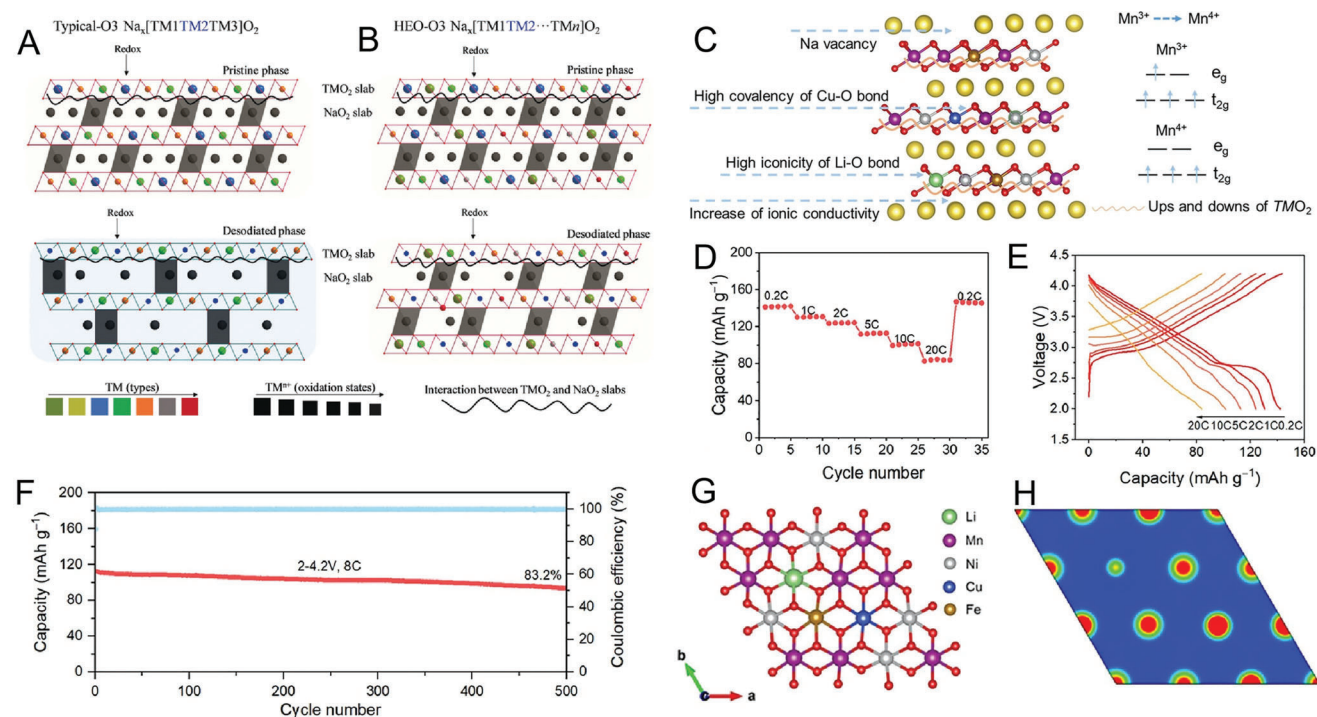 A
Typical-O3 Naₓ[TM1TM2TM3]O₂
Redox
Pristine phase
TMO₂ slab
NaO₂ slab
Redox
Desodiated phase
TMO₂ slab
NaO₂ slab
TM (types)
TMⁿ⁺ (oxidation states)
Interaction between TMO₂ and NaO₂ slabs
B
HEO-O3 Naₓ[TM1TM2···TMn]O₂
Redox
Pristine phase
Redox
Desodiated phase
C
Na vacancy
High covalency of Cu-O bond
High iconicity of Li-O bond
Increase of ionic conductivity
Mn³⁺ Mn⁴⁺
Mn³⁺
e_g
t₂g
Mn⁴⁺
e_g
t₂g
Ups and downs of TMO₂
D
Capacity (mAh g⁻¹)
200
160
120
80
40
0
0.2C
1C
2C
5C
10C
20C
0.2C
0 5 10 15 20 25 30 35
Cycle number
E
Voltage (V)
4.5
4.0
3.5
3.0
2.5
2.0
1.5
20C 10C5C 2C1C0.2C
0 40 80 120 160
Capacity (mAh g⁻¹)
F
Capacity (mAh g⁻¹)
200
160
120
80
40
0
2-4.2V, 8C
83.2%
100
80
60
40
20
0
Coulombic efficiency (%)
0 100 200 300 400 500
Cycle number
G
Li
Mn
Ni
Cu
Fe
b
c
a
H